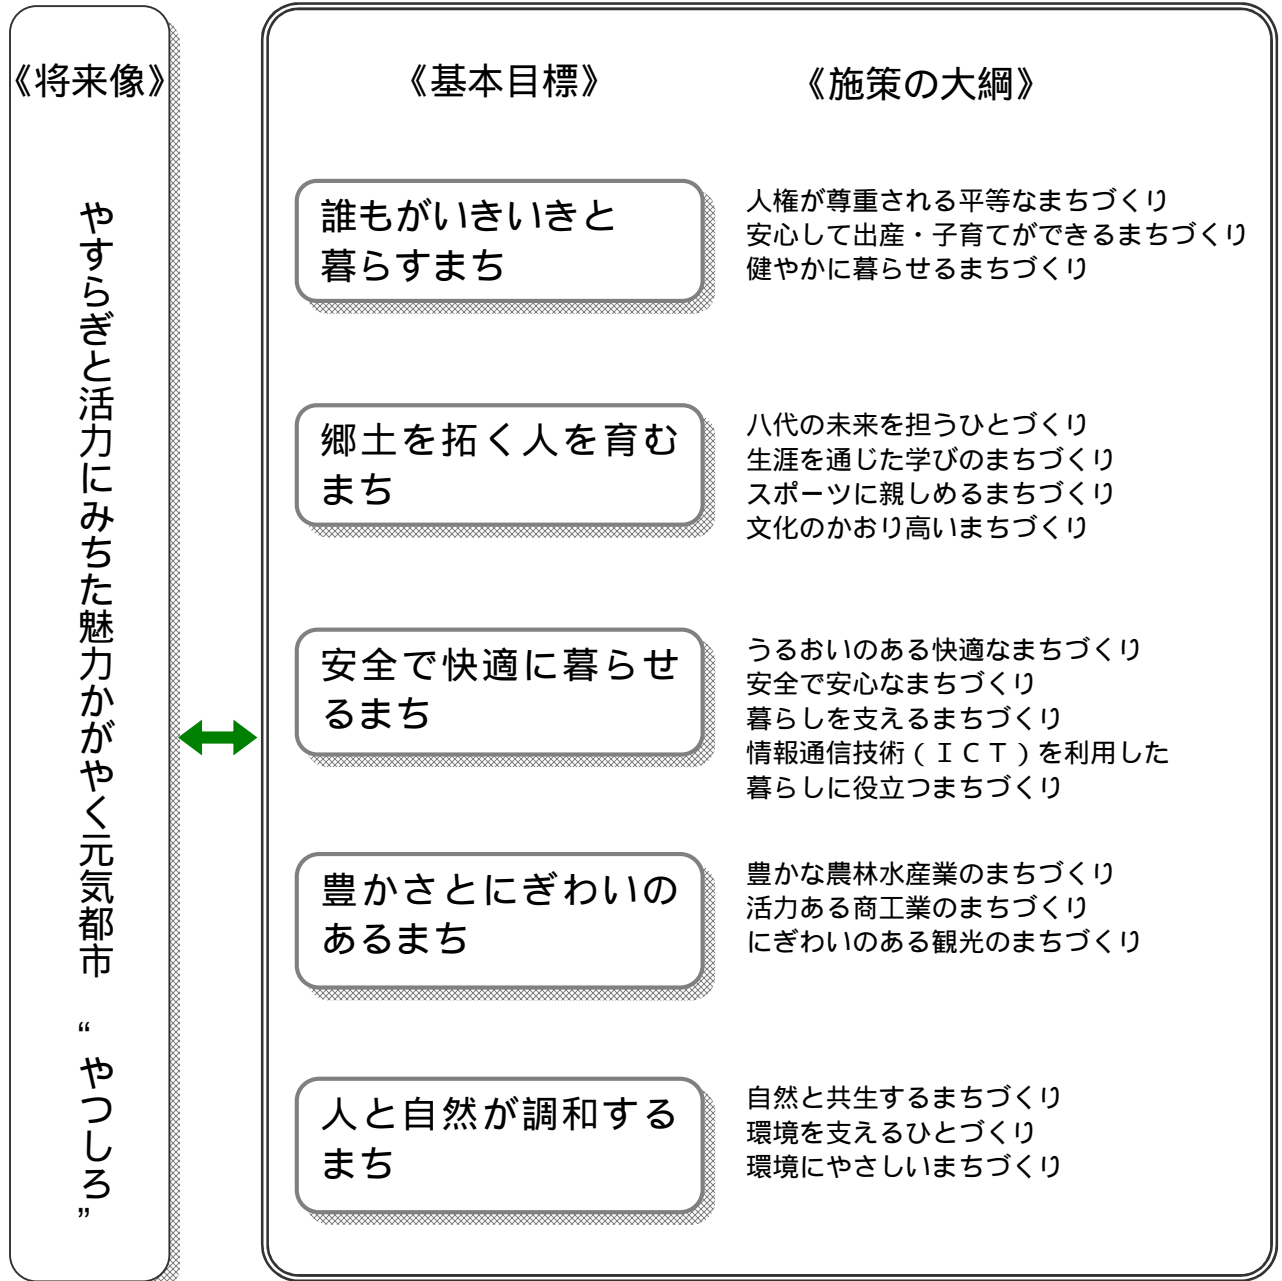 《将来像》
やすらぎと活力にみちた魅力かがやく元気都市 “やつしろ”
《基本目標》
《施策の大綱》
誰もがいきいきと
暮らすまち
人権が尊重される平等なまちづくり
安心して出産・子育てができるまちづくり
健やかに暮らせるまちづくり
郷土を拓く人を育む
まち
八代の未来を担うひとづくり
生涯を通じた学びのまちづくり
スポーツに親しめるまちづくり
文化のかおり高いまちづくり
安全で快適に暮らせ
るまち
うるおいのある快適なまちづくり
安全で安心なまちづくり
暮らしを支えるまちづくり
情報通信技術（ＩＣＴ）を利用した
暮らしに役立つまちづくり
豊かさとにぎわいの
あるまち
豊かな農林水産業のまちづくり
活力ある商工業のまちづくり
にぎわいのある観光のまちづくり
人と自然が調和する
まち
自然と共生するまちづくり
環境を支えるひとづくり
環境にやさしいまちづくり